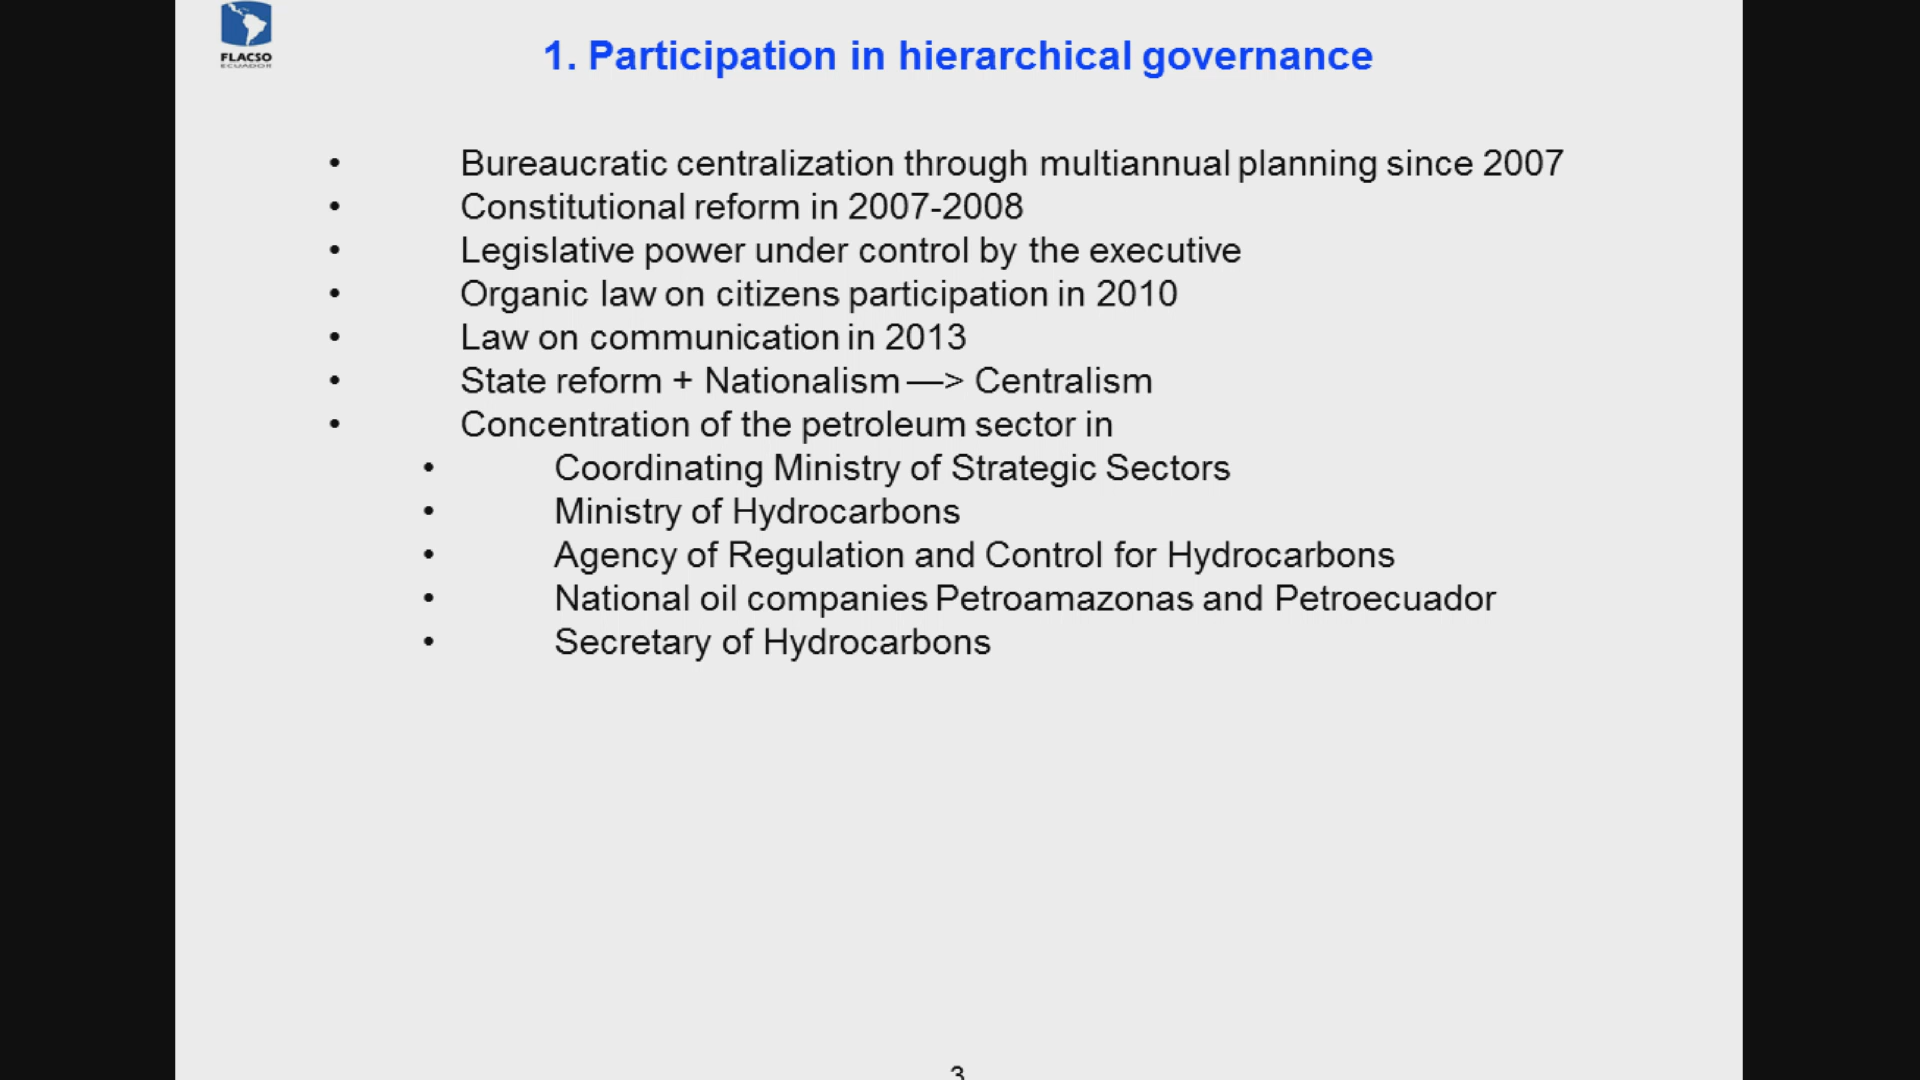 FLACSO
ECUADOR
1. Participation in hierarchical governance
• Bureaucratic centralization through multiannual planning since 2007
• Constitutional reform in 2007-2008
• Legislative power under control by the executive
• Organic law on citizens participation in 2010
• Law on communication in 2013
• State reform + Nationalism —> Centralism
• Concentration of the petroleum sector in
• Coordinating Ministry of Strategic Sectors
• Ministry of Hydrocarbons
• Agency of Regulation and Control for Hydrocarbons
• National oil companies Petroamazonas and Petroecuador
• Secretary of Hydrocarbons
3